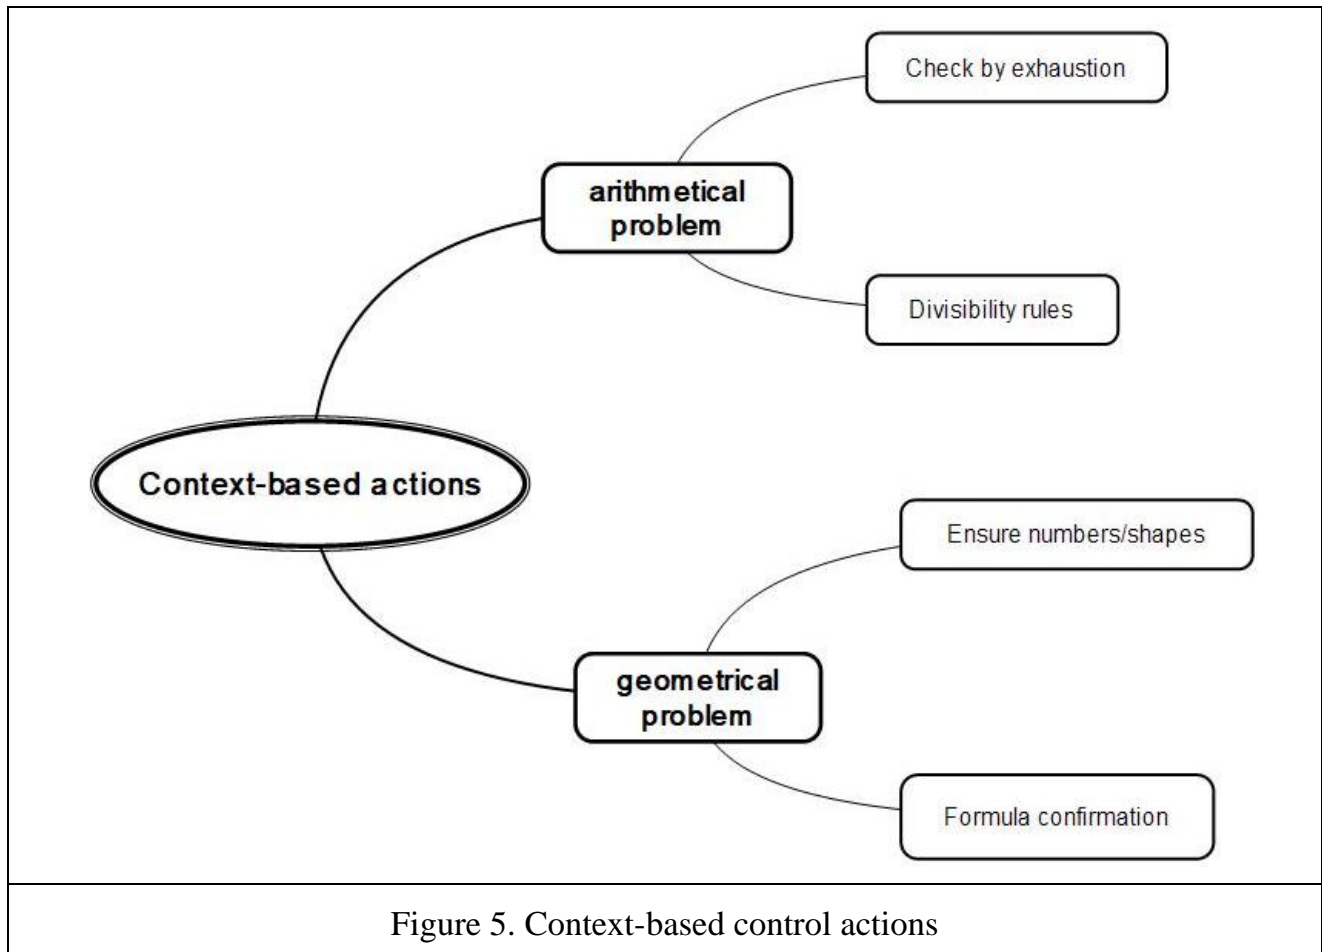 Check by exhaustion
arithmetical
problem
Divisibility rules
Context-based actions
Ensure numbers/shapes
geometrical
problem
Formula confirmation
Figure 5. Context-based control actions